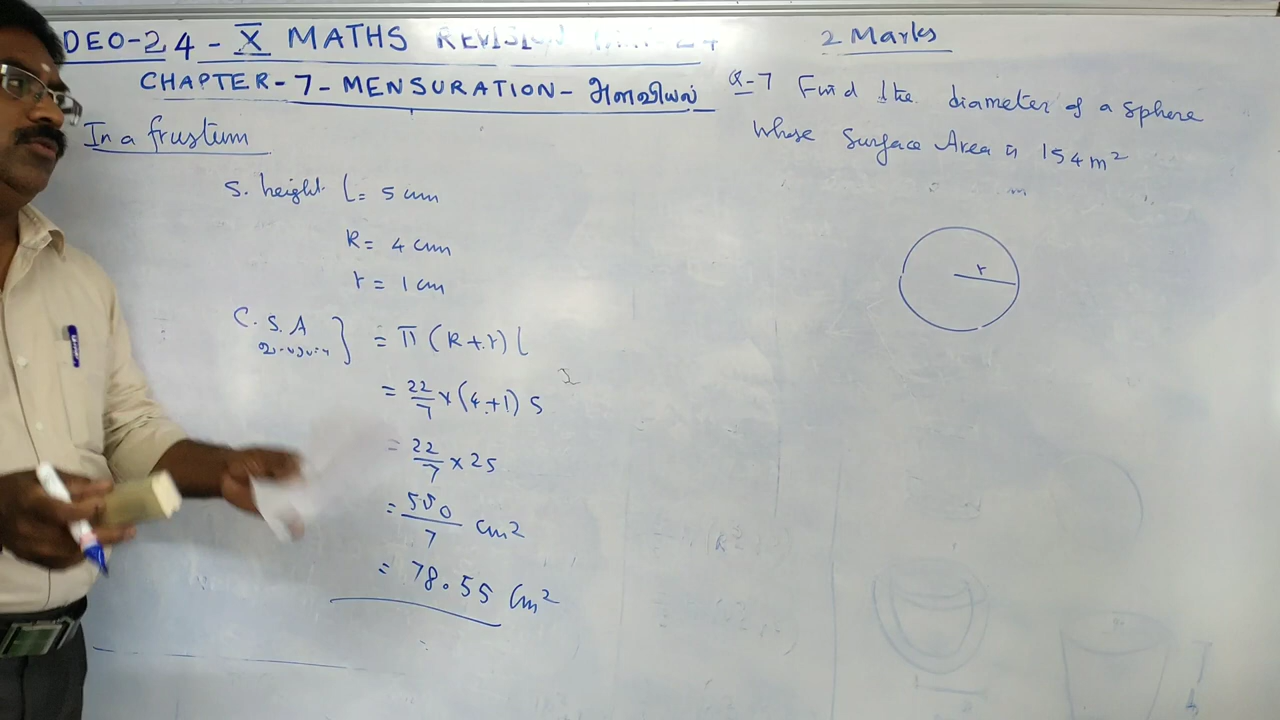 DEO-24 - X MATHS REVISI
CHAPTER-7-MENSURATION- அளவியல்
In a frustum
S. height l = 5 cm
R = 4 cm
r = 1 cm
C.S.A } = π (R+r) l
= 22/7 × (4+1) 5
= 22/7 × 25
= 550/7 cm²
= 78.55 cm²
2 Marks
Q-7 Find the diameter of a sphere
whose Surface Area is 154 m²
r